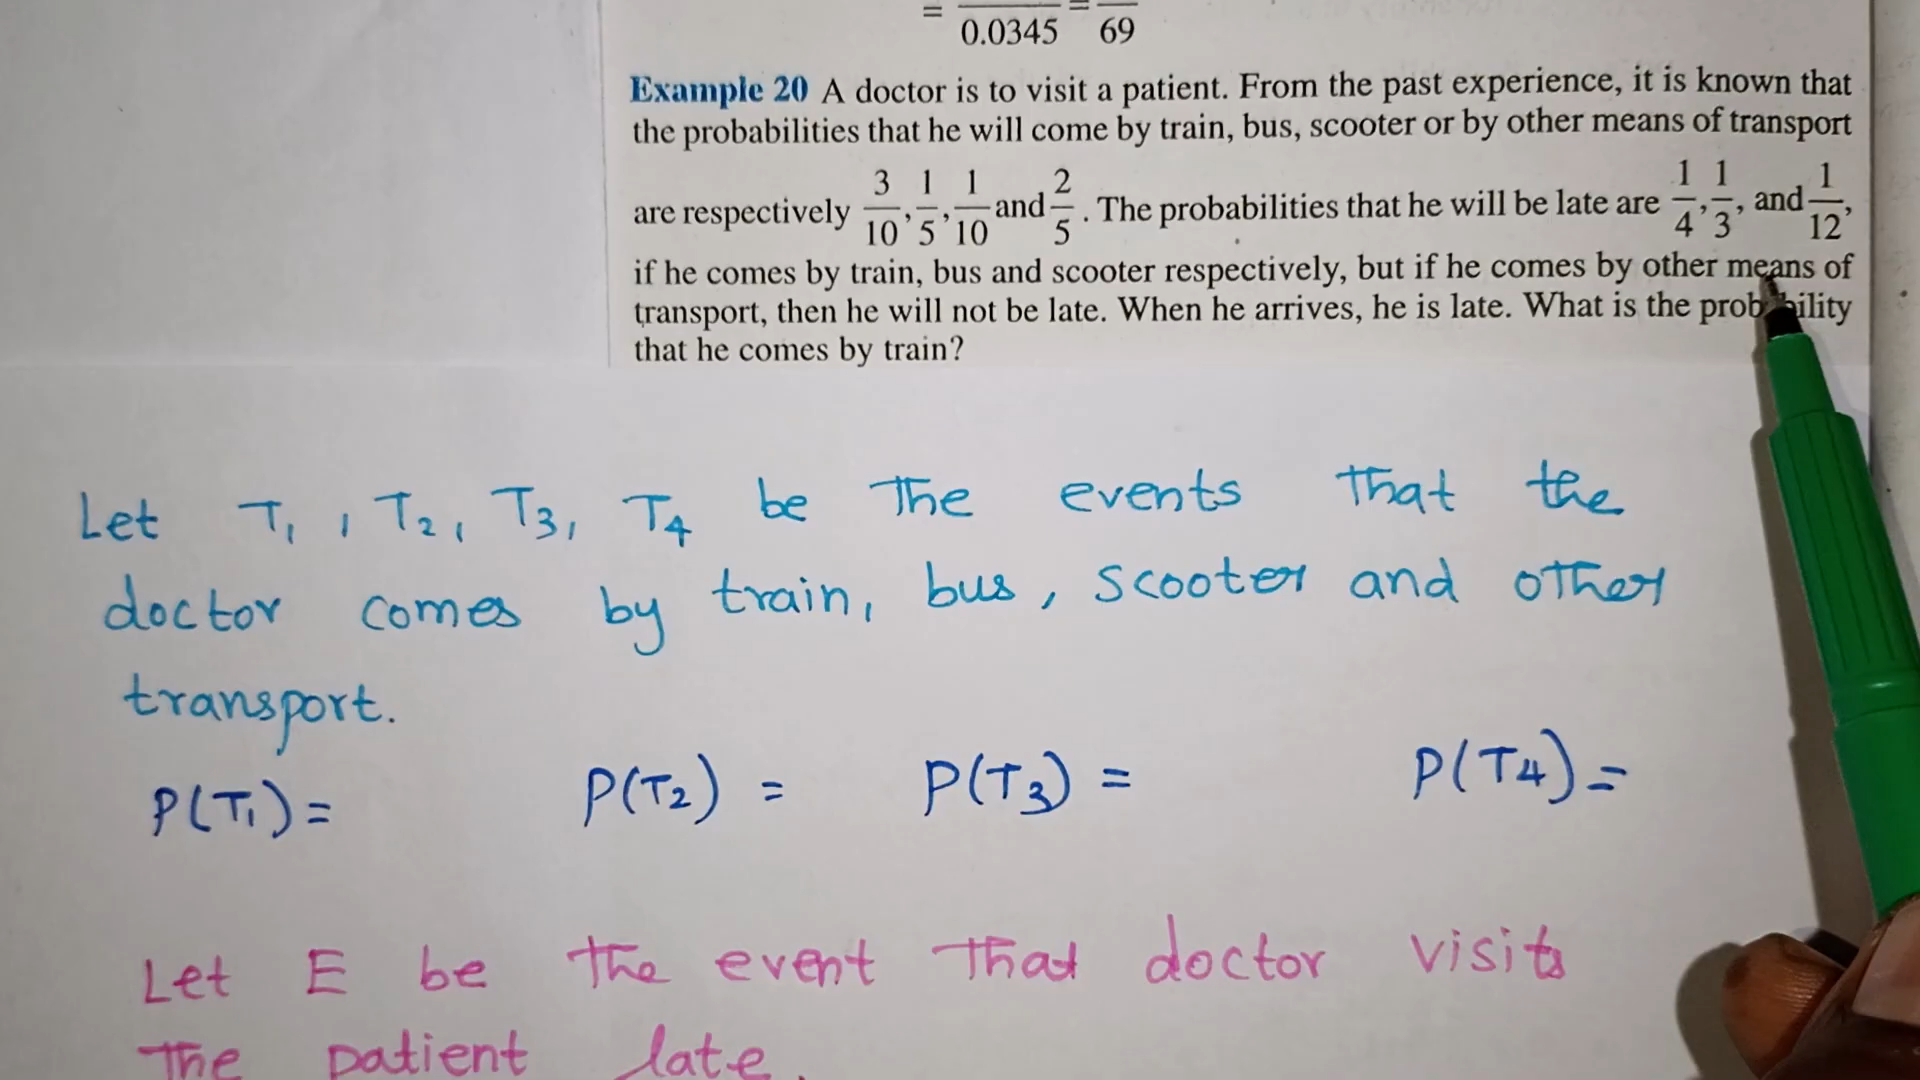 = 0.0345 = 69
Example 20 A doctor is to visit a patient. From the past experience, it is known that
the probabilities that he will come by train, bus, scooter or by other means of transport
are respectively 3/10, 1/5, 1/10 and 2/5. The probabilities that he will be late are 1/4, 1/3, and 1/12,
if he comes by train, bus and scooter respectively, but if he comes by other means of
transport, then he will not be late. When he arrives, he is late. What is the probability
that he comes by train?
Let T₁, T₂, T₃, T₄ be the events that the
doctor comes by train, bus, scooter and other
transport.
P(T₁) = P(T₂) = P(T₃) = P(T₄) =
Let E be the event that doctor visits
the patient late.